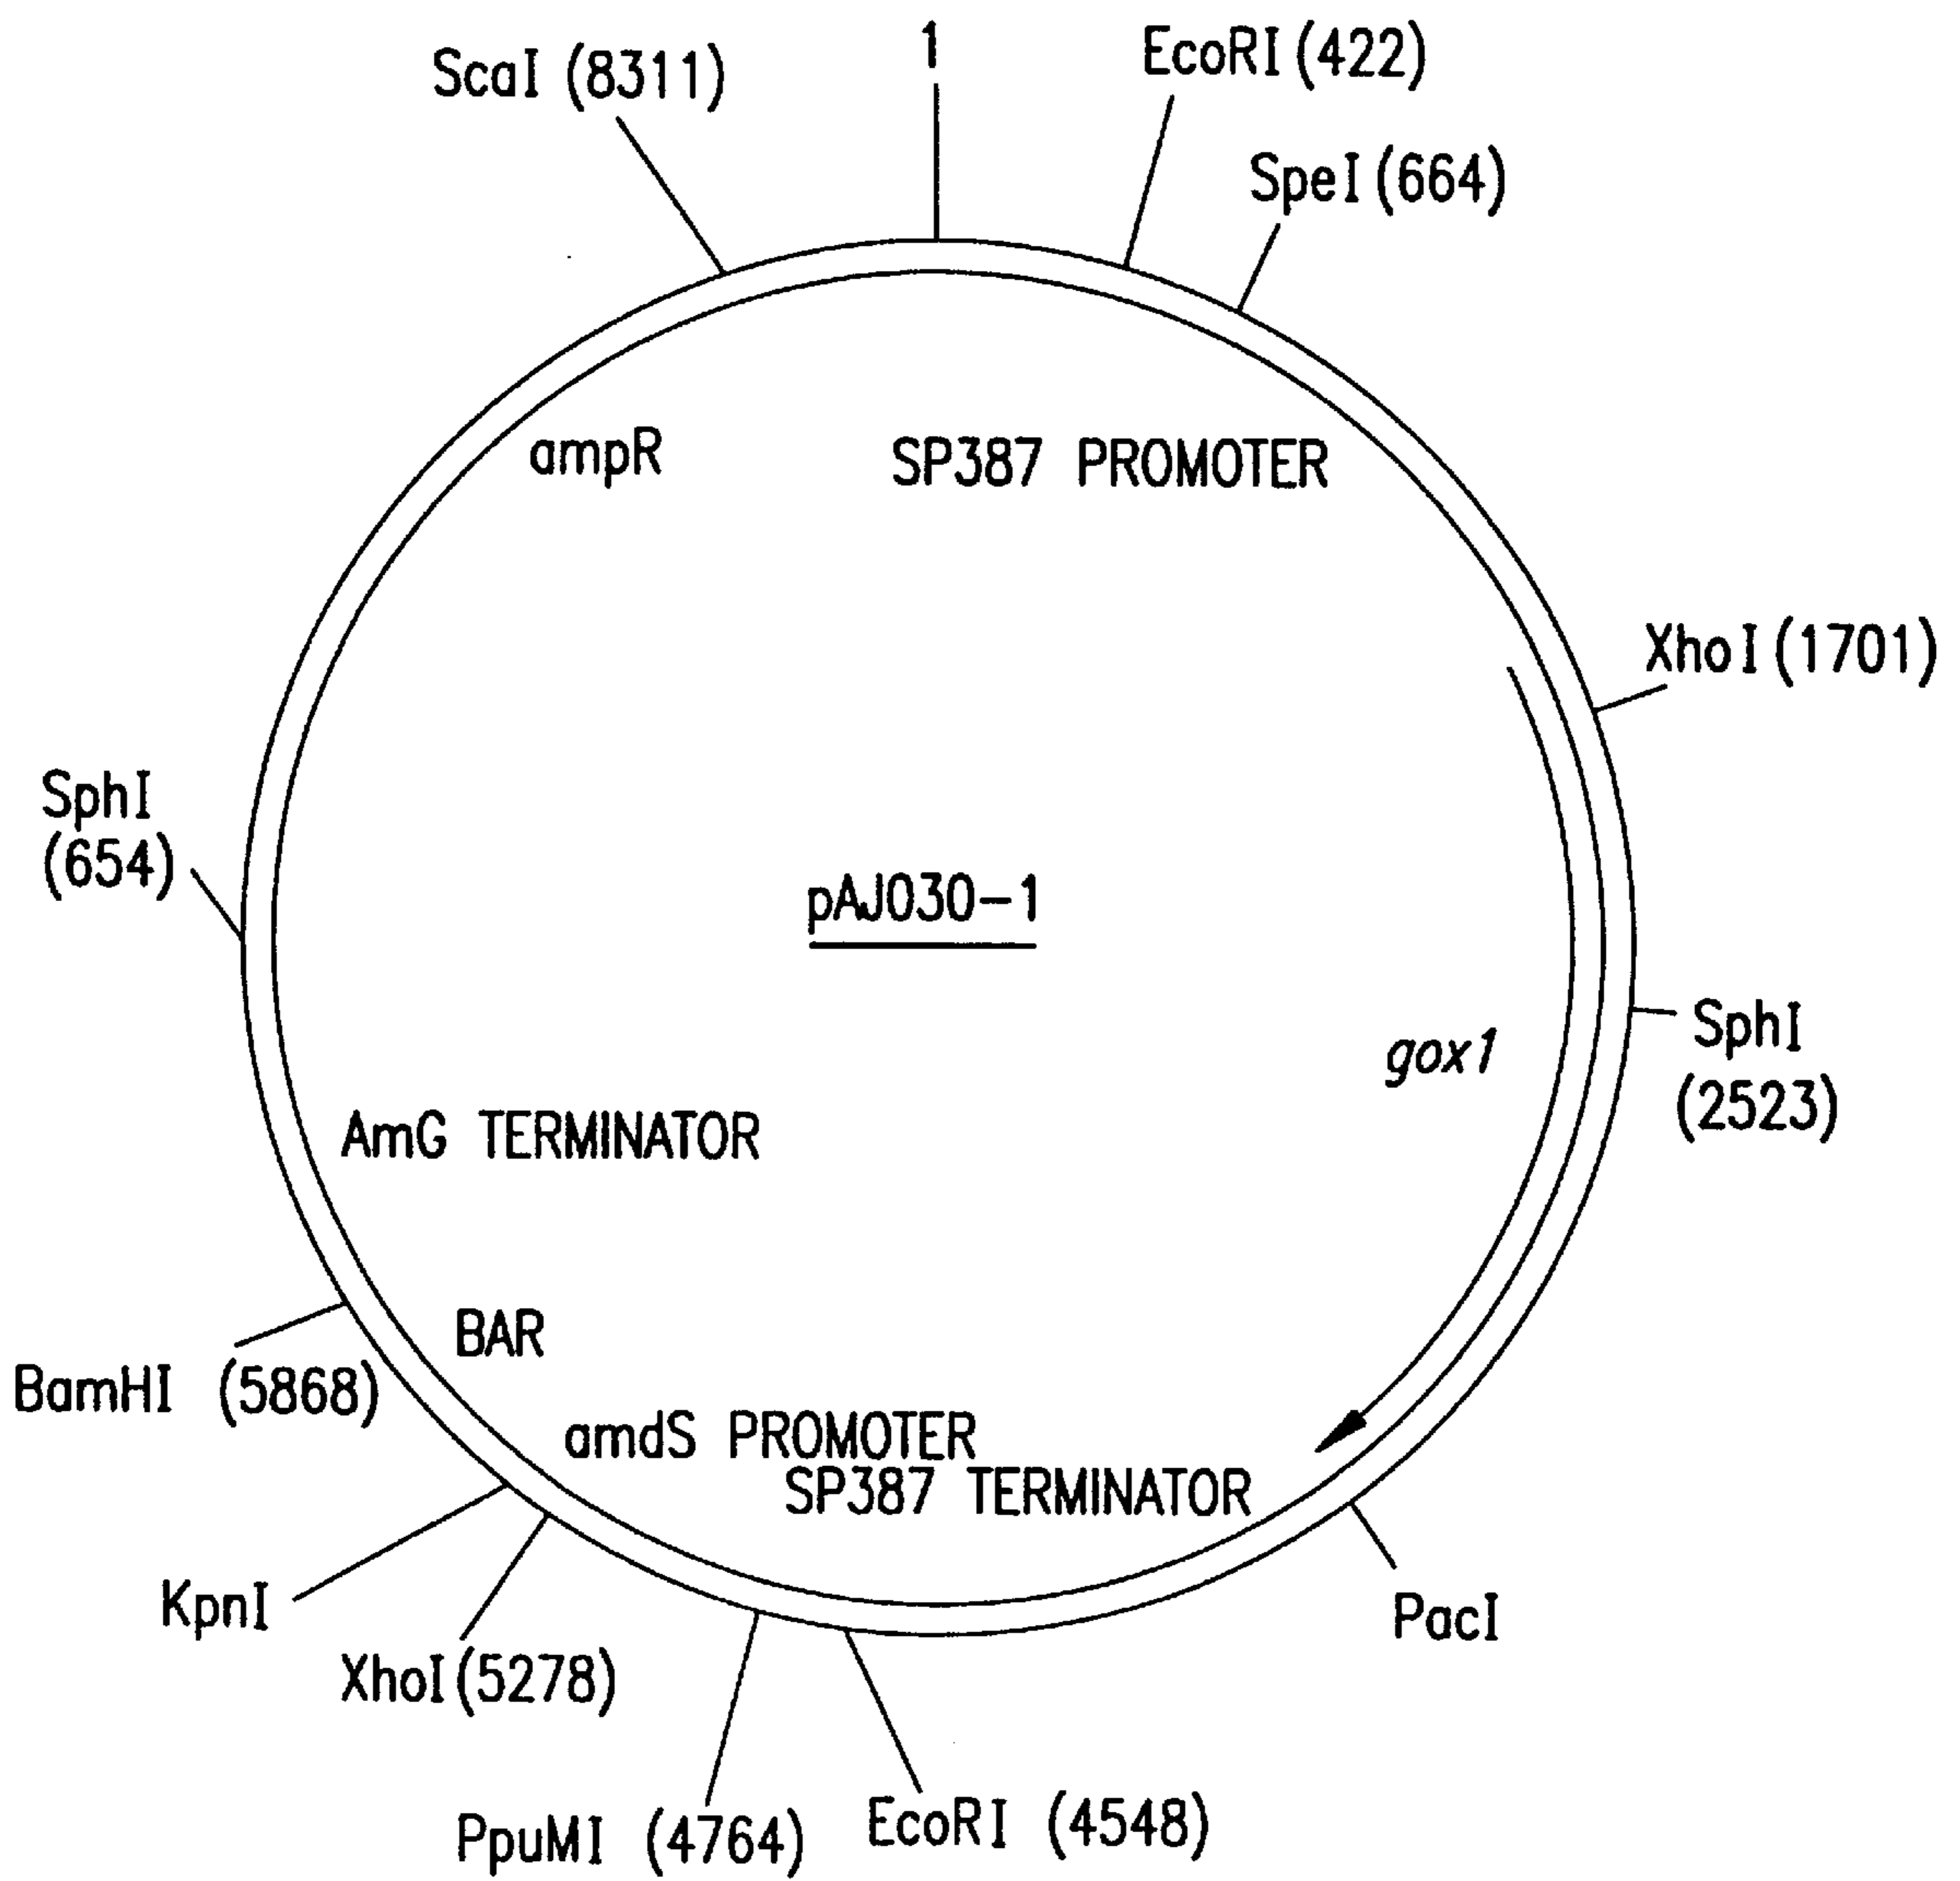 1
EcoRI (422)
ScaI (8311)
SpeI (664)
ampR
SP387 PROMOTER
XhoI (1701)
SphI
(654)
pAJ030-1
SphI
(2523)
gox1
AmG TERMINATOR
BAR
BamHI (5868)
amdS PROMOTER
SP387 TERMINATOR
KpnI
PacI
XhoI (5278)
PpuMI (4764)
EcoRI (4548)